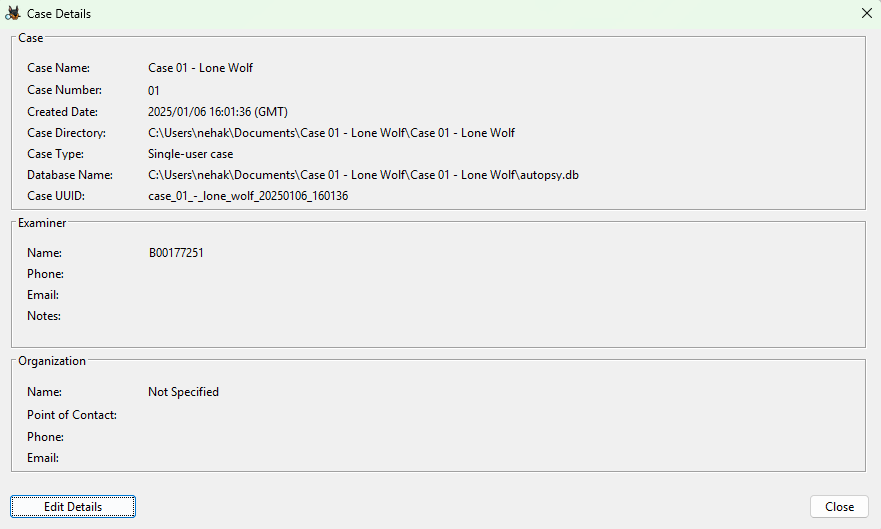 Case Details
Case
Case Name: Case 01 - Lone Wolf
Case Number: 01
Created Date: 2025/01/06 16:01:36 (GMT)
Case Directory: C:\Users\nehak\Documents\Case 01 - Lone Wolf\Case 01 - Lone Wolf
Case Type: Single-user case
Database Name: C:\Users\nehak\Documents\Case 01 - Lone Wolf\Case 01 - Lone Wolf\autopsy.db
Case UUID: case_01_-_lone_wolf_20250106_160136
Examiner
Name: B00177251
Phone:
Email:
Notes:
Organization
Name: Not Specified
Point of Contact:
Phone:
Email:
Edit Details Close